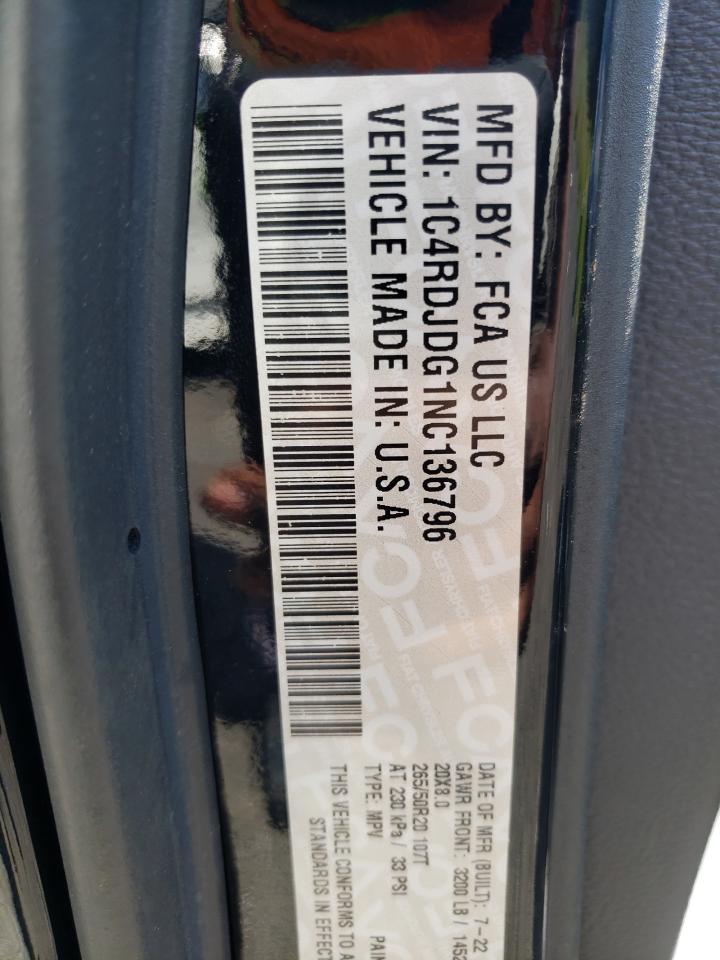 MFD BY: FCA US LLC
VIN: 1C4RDJDG1NC136796
VEHICLE MADE IN: U.S.A.
DATE OF MFR (BUILT): 7-22
GAWR FRONT: 3200 LB / 1452
20X8.0
265/50R20 107T
AT 230 kPa / 33 PSI
TYPE: MPV
PAIN
THIS VEHICLE CONFORMS TO A
STANDARDS IN EFFECT